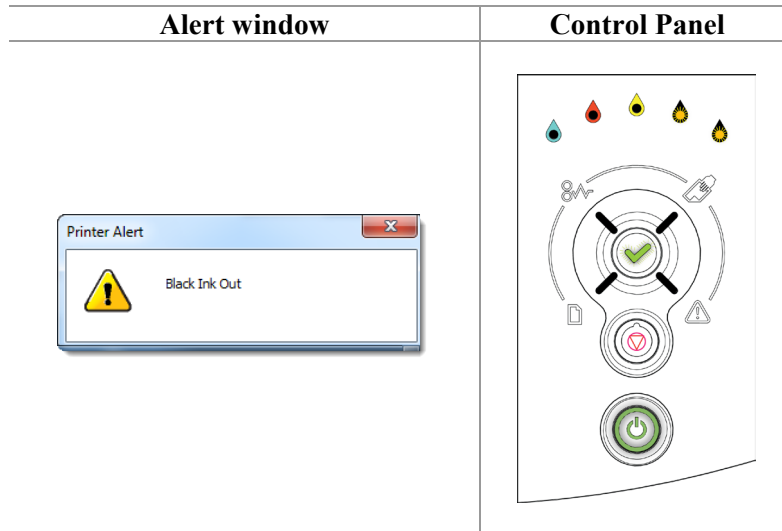 Alert window
Control Panel
Printer Alert
Black Ink Out